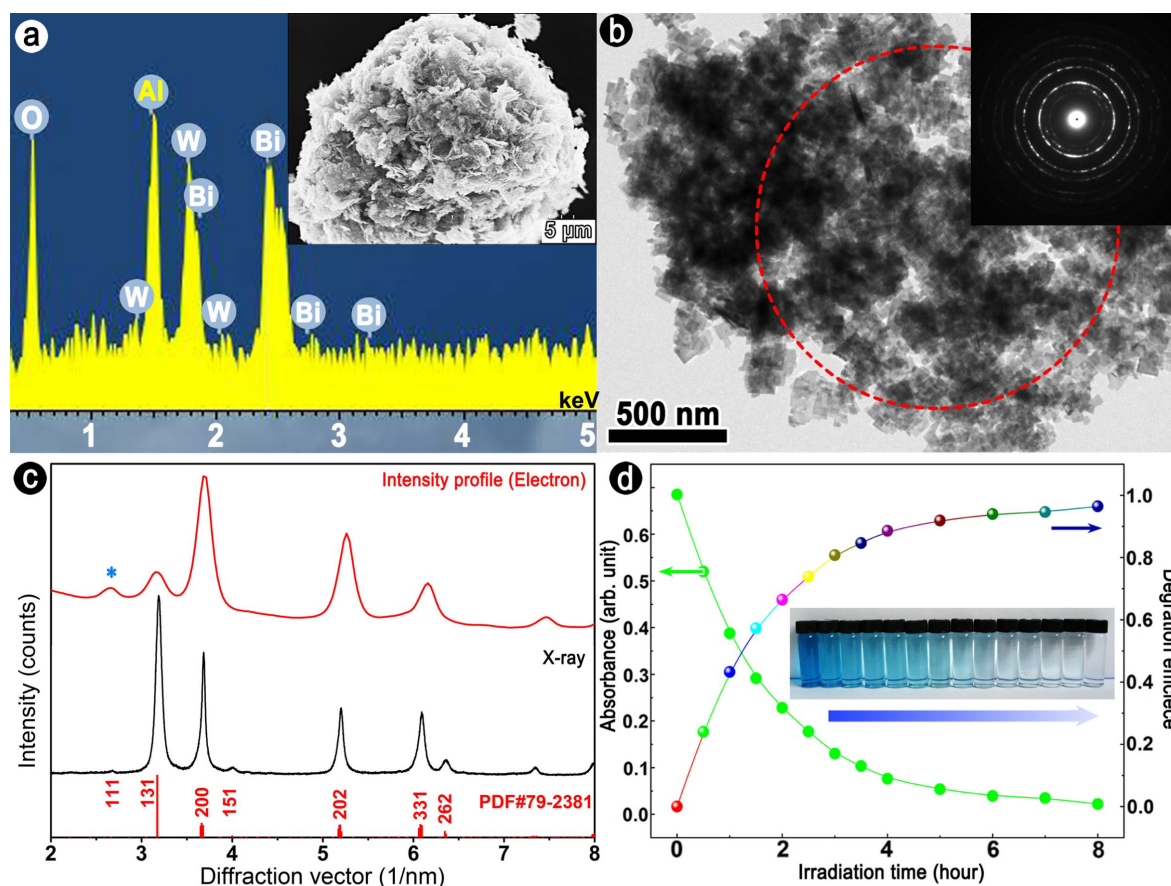 a
O
Al
W
Bi
W
W
Bi
Bi
Bi
5 µm
keV
1 2 3 4 5
b
500 nm
c
Intensity profile (Electron)
*
X-ray
111 131 200 151 202 331 262
PDF#79-2381
2 3 4 5 6 7 8
Diffraction vector (1/nm)
Intensity (counts)
d
0.6
0.5
0.4
0.3
0.2
0.1
0.0
Absorbance (arb. unit)
1.0
0.8
0.6
0.4
0.2
0.0
0 2 4 6 8
Irradiation time (hour)